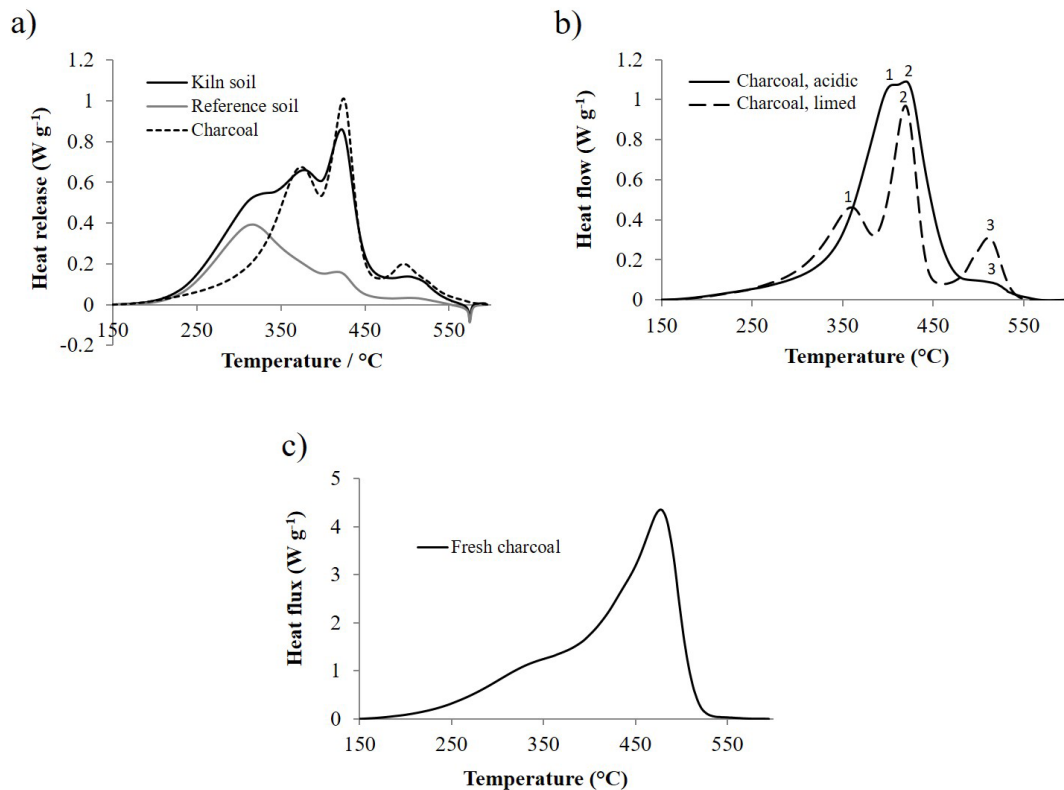 a)
1.2
1
0.8
0.6
0.4
0.2
0
-0.2
Heat release (W g-1)
Kiln soil
Reference soil
Charcoal
150
250
350
450
550
Temperature / °C
b)
1.2
1
0.8
0.6
0.4
0.2
0
Heat flow (W g-1)
Charcoal, acidic
Charcoal, limed
1
2
2
1
3
3
150
250
350
450
550
Temperature (°C)
c)
5
4
3
2
1
0
Heat flux (W g-1)
Fresh charcoal
150
250
350
450
550
Temperature (°C)